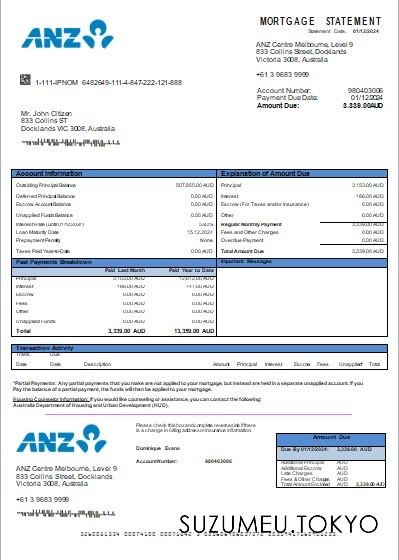 ANZ
MORTGAGE STATEMENT
Statement Date: 01/12/2024
ANZ Centre Melbourne, Level 9
833 Collins Street, Docklands
Victoria 3008, Australia
+61 3 9683 9999
1-111-IPNOM 6482649-111-4-847-222-121-888
Account Number: 980403006
Payment Due Date: 01/12/2024
Amount Due: 3,339.00AUD
Mr. John Citizen
833 Collins ST
Docklands VIC 3008, Australia
Account Information
Outsiding Principal Balance 507,855.00 AUD
Deferred Principal Balance 0.00 AUD
Escrow Account Balance 0.00 AUD
Unapplied Funds Balance 0.00 AUD
Loan Maturity Date 15.12.2024
Prepayment Penalty None
Taxes Paid Year-to-Date 0.00 AUD
Explanation of Amount Due
Principal 3,153.00 AUD
Interest 186.00 AUD
Escrow (For Taxes and/or Insurance) 0.00 AUD
Other 0.00 AUD
Regular Monthly Payment 3,339.00 AUD
Fees and Other Charges 0.00 AUD
Overdue Payment 0.00 AUD
Total Amount Due 3,339.00 AUD
Past Payments Breakdown
Paid Last Month Paid Year to Date
Principal 3,153.00 AUD 12,612.00 AUD
Interest 186.00 AUD 747.00 AUD
Escrow 0.00 AUD 0.00 AUD
Fees 0.00 AUD 0.00 AUD
Other 0.00 AUD 0.00 AUD
Unapplied Funds 0.00 AUD 0.00 AUD
Total 3,339.00 AUD 13,359.00 AUD
Important Messages
Transaction Activity
Trans. Due
Date Date Description Amount Principal Interest Escrow Fees Unapplied Total
*Partial Payments: Any partial payments that you make are not applied to your mortgage, but instead are held in a separate unapplied account. If you
Pay the balance of a partial payment, the funds will then be applied to your mortgage.
Housing Counselor Information: If you would like counseling or assistance, you can contact the following:
Australia Department of Housing and Urban Development (HUD).
ANZ
ANZ Centre Melbourne, Level 9
833 Collins Street, Docklands
Victoria 3008, Australia
+61 3 9683 9999
Please check this box and complete reverse side if there
is a change in billing address or insurance information
Dominique Evans
Account Number: 980403006
Amount Due
Due By 01/12/2024: 3,339.00 AUD
Additional Principal AUD
Additional Escrow AUD
Late Charges AUD
Fees & Other Charges AUD
Total Amount Enclosed AUD 3,339.00 AUD
SUZUMEU.TOKYO